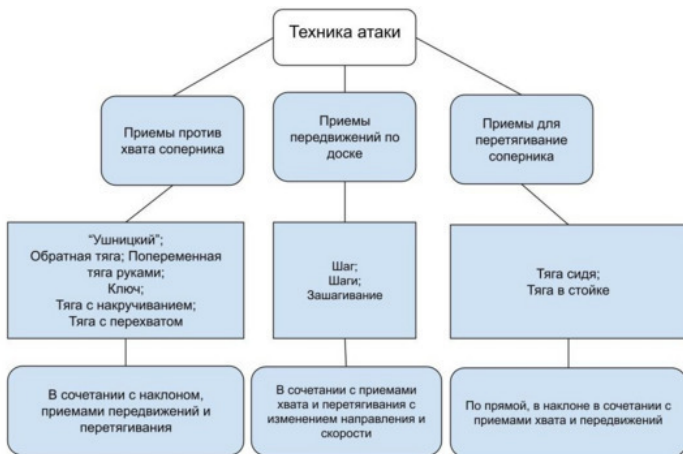 Техника атаки
Приемы против
хвата соперника
Приемы
передвижений по
доске
Приемы для
перетягивание
соперника
“Ушницкий”;
Обратная тяга; Попеременная
тяга руками;
Ключ;
Тяга с накручиванием;
Тяга с перехватом
Шаг;
Шаги;
Зашагивание
Тяга сидя;
Тяга в стойке
В сочетании с наклоном,
приемами передвижений и
перетягивания
В сочетании с приемами
хвата и перетягивания с
изменением направления и
скорости
По прямой, в наклоне в сочетании с
приемами хвата и передвижений